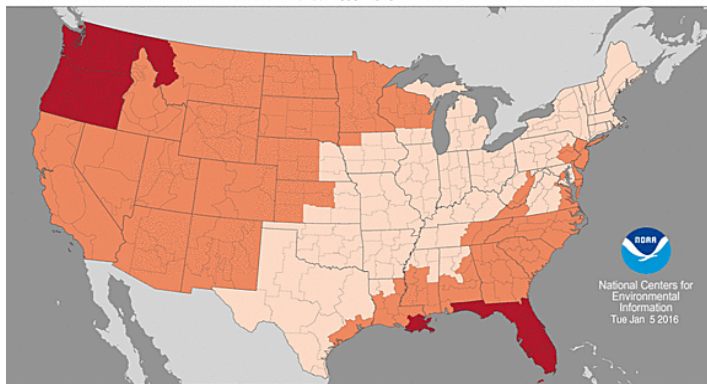 NOAA
National Centers for
Environmental
Information
Tue Jan 5 2016